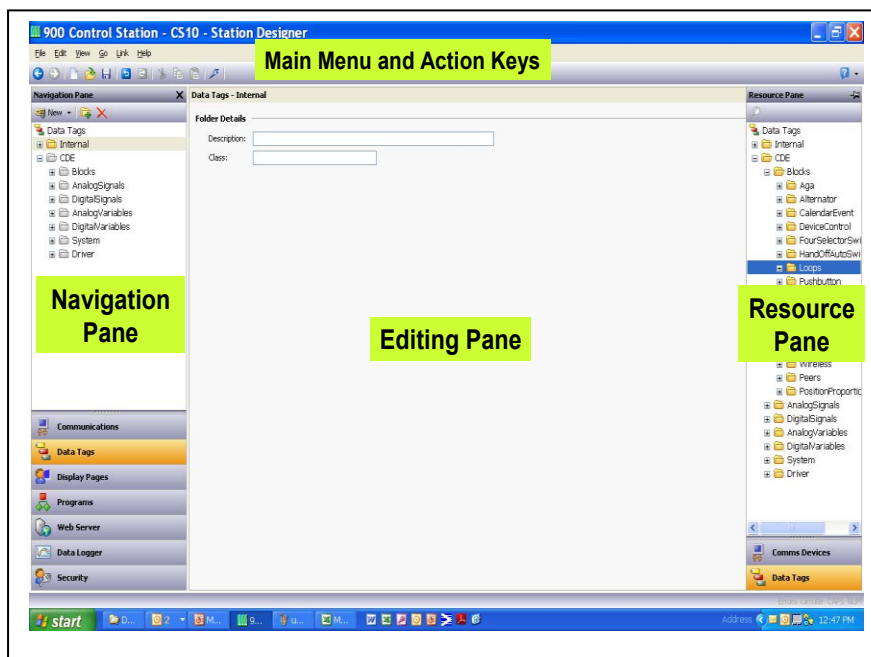 900 Control Station - CS10 - Station Designer
File Edit View Go Link Help
Main Menu and Action Keys
Navigation Pane
Data Tags - Internal
Resource Pane
New
Folder Details
Data Tags
Internal
CDE
Blocks
AnalogSignals
DigitalSignals
AnalogVariables
DigitalVariables
System
Driver
Description:
Class:
Navigation
Pane
Editing Pane
Data Tags
Internal
CDE
Blocks
Aga
Alternator
CalendarEvent
DeviceControl
FourSelectorSwi
HandOffAutoSwi
Loops
Pushbutton
Resource
Pane
Wireless
Peers
PositionProportic
AnalogSignals
DigitalSignals
AnalogVariables
DigitalVariables
System
Driver
Communications
Data Tags
Display Pages
Programs
Web Server
Data Logger
Security
Comms Devices
Data Tags
start
D...
2
M...
9...
u...
M...
Address
12:47 PM